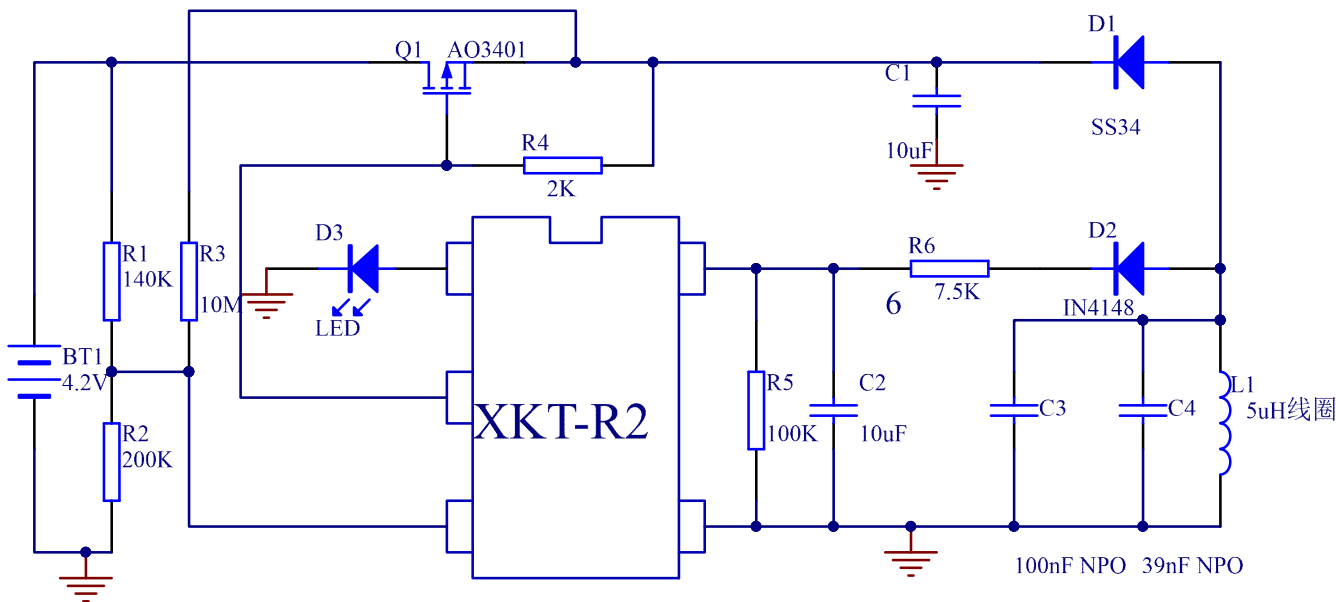 D1
Q1 AO3401
C1
SS34
R4
10uF
2K
D3
R1
R3
R6
D2
140K
10M
7.5K
6
IN4148
LED
BT1
4.2V
R5
C2
L1
XKT-R2
C3
C4
5uH线圈
R2
100K
10uF
200K
100nF NPO 39nF NPO